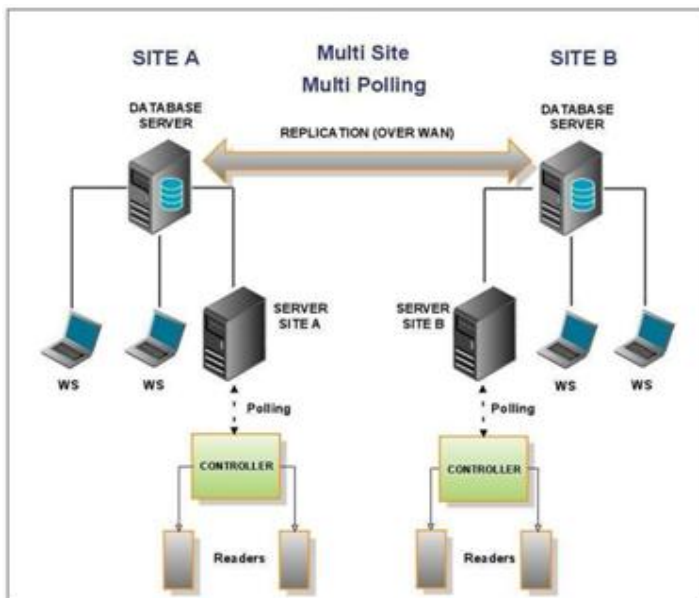 SITE A
Multi Site
Multi Polling
SITE B
DATABASE
SERVER
DATABASE
SERVER
REPLICATION (OVER WAN)
SERVER
SITE A
SERVER
SITE B
WS
WS
WS
WS
Polling
Polling
CONTROLLER
CONTROLLER
Readers
Readers